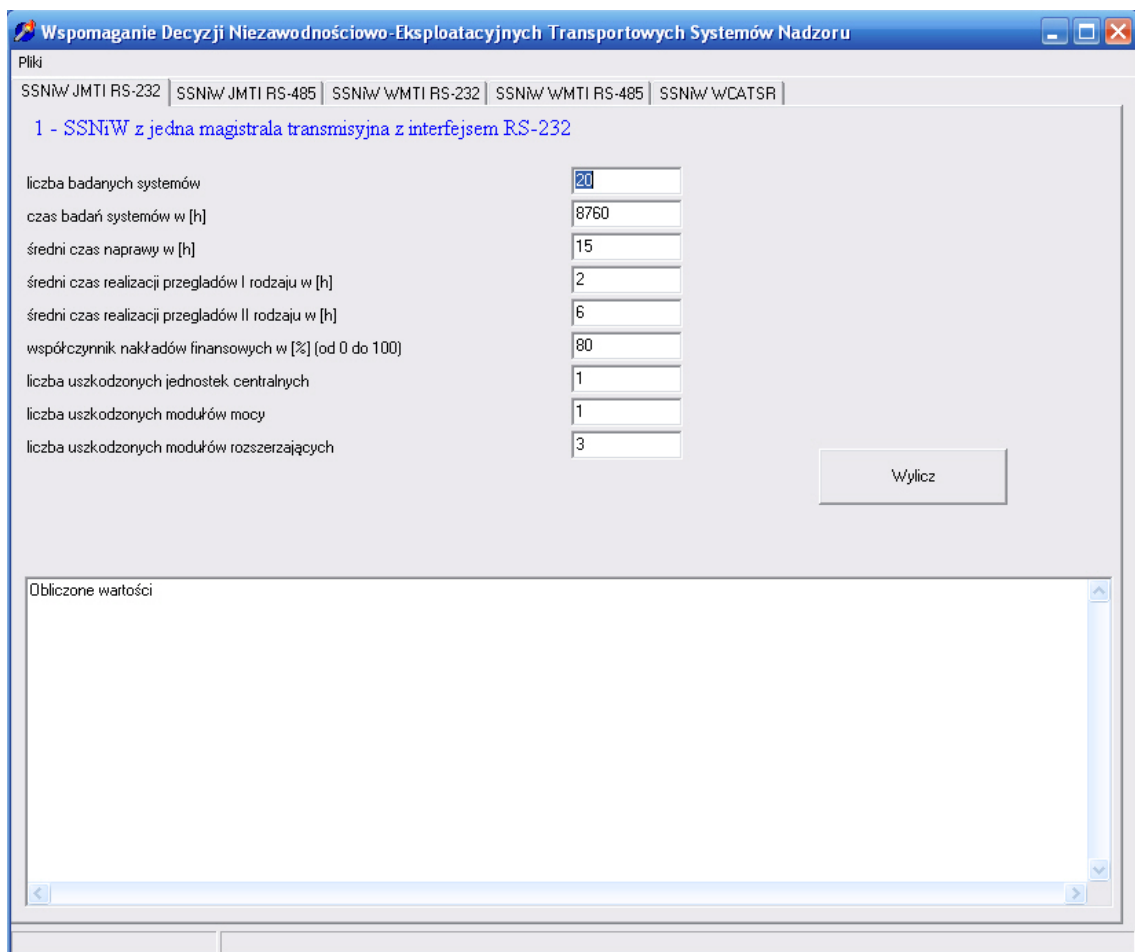 Wspomaganie Decyzji Niezawodnościowo-Eksploatacyjnych Transportowych Systemów Nadzoru
Pliki
SSNiW JMTI RS-232 SSNiW JMTI RS-485 SSNiW WMTI RS-232 SSNiW WMTI RS-485 SSNiW WCATSR
1 - SSNiW z jedna magistrala transmisyjna z interfejsem RS-232
liczba badanych systemów 20
czas badań systemów w [h] 8760
średni czas naprawy w [h] 15
średni czas realizacji przegladów I rodzaju w [h] 2
średni czas realizacji przegladów II rodzaju w [h] 6
współczynnik nakładów finansowych w [%] (od 0 do 100) 80
liczba uszkodzonych jednostek centralnych 1
liczba uszkodzonych modułów mocy 1
liczba uszkodzonych modułów rozszerzających 3
Wylicz
Obliczone wartości